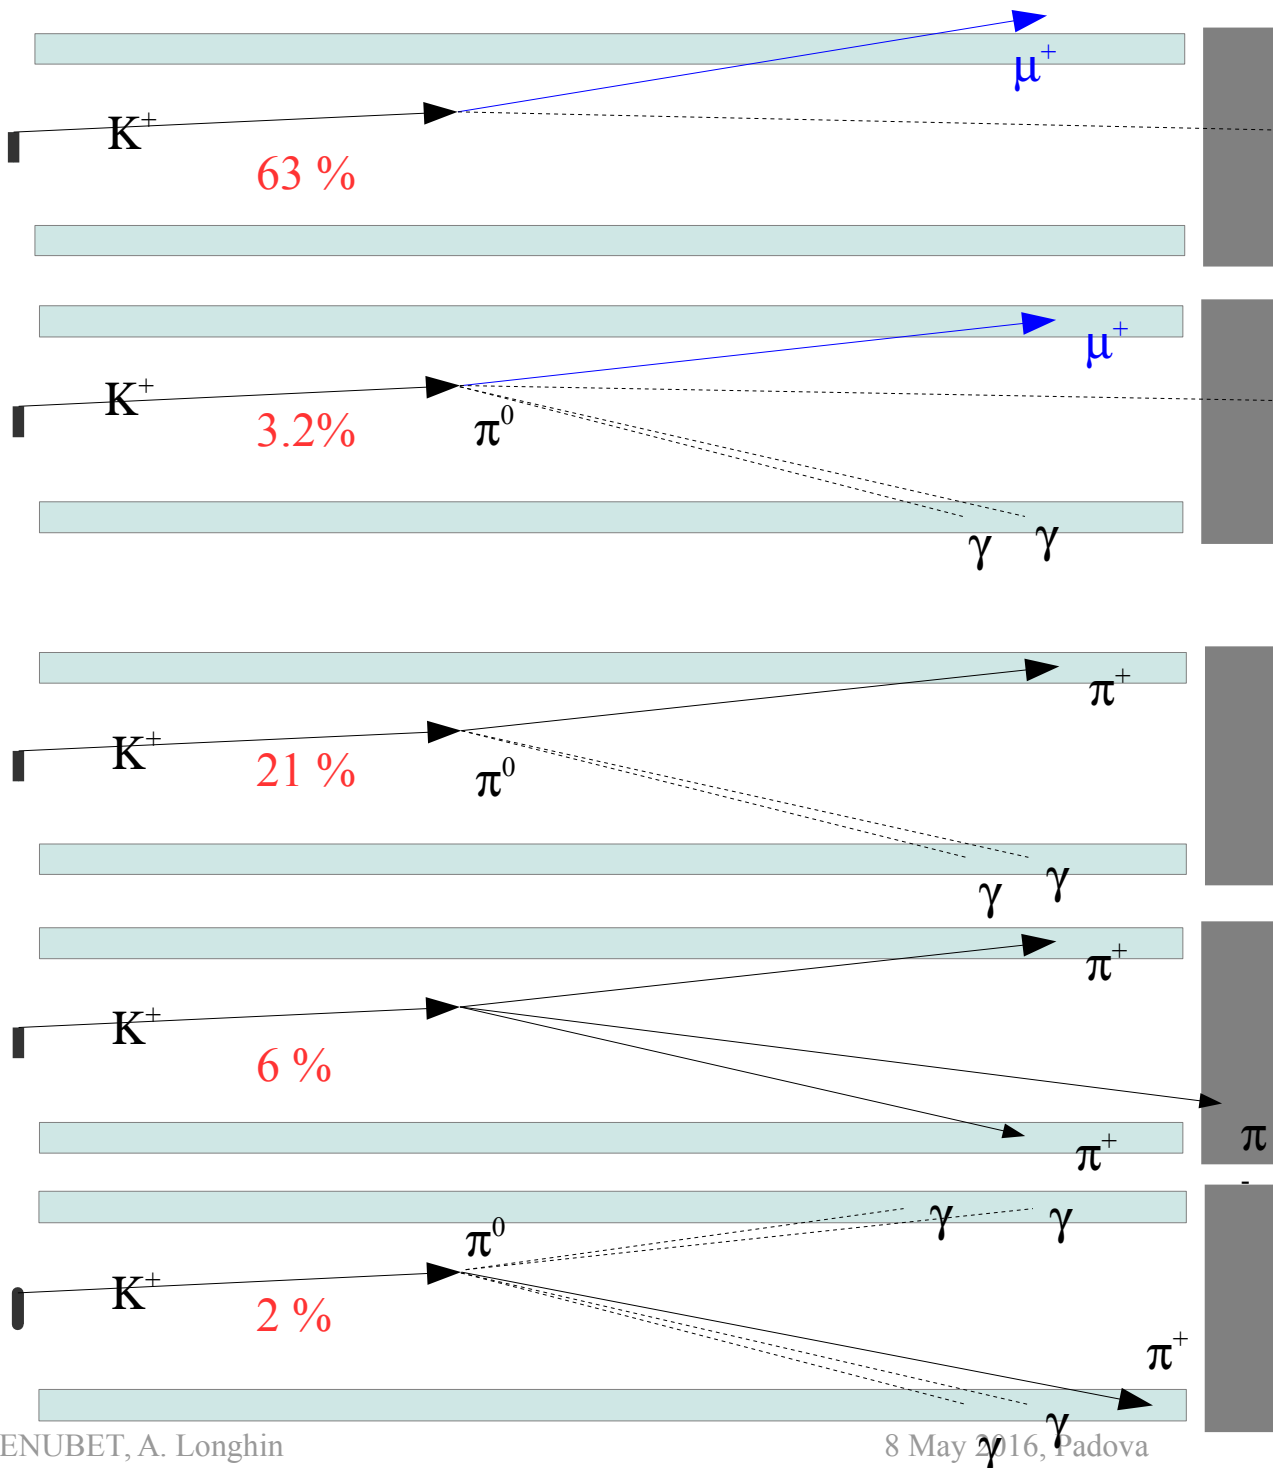 μ⁺
K⁺
63 %
μ⁺
K⁺
3.2%
π⁰
γ γ
π⁺
K⁺
21 %
π⁰
γ γ
π⁺
K⁺
6 %
π⁺
π
-
γ γ
π⁰
K⁺
2 %
π⁺
γ
γ
ENUBET, A. Longhin
8 May 2016, Padova